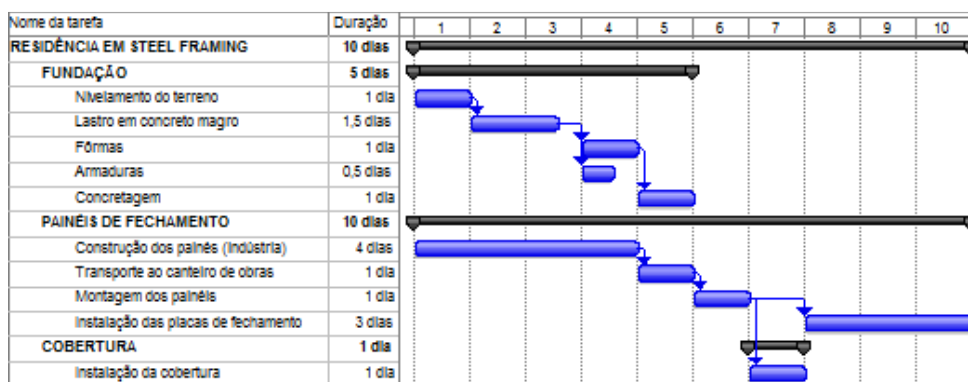 Nome da tarefa Duração 1 2 3 4 5 6 7 8 9 10
RESIDÊNCIA EM STEEL FRAMING 10 dias
FUNDAÇÃO 5 dias
Nivelamento do terreno 1 dia
Lastro em concreto magro 1,5 dias
Fôrmas 1 dia
Armaduras 0,5 dias
Concretagem 1 dia
PAINÉIS DE FECHAMENTO 10 dias
Construção dos painés (indústria) 4 dias
Transporte ao canteiro de obras 1 dia
Montagem dos painéis 1 dia
Instalação das placas de fechamento 3 dias
COBERTURA 1 dia
Instalação da cobertura 1 dia